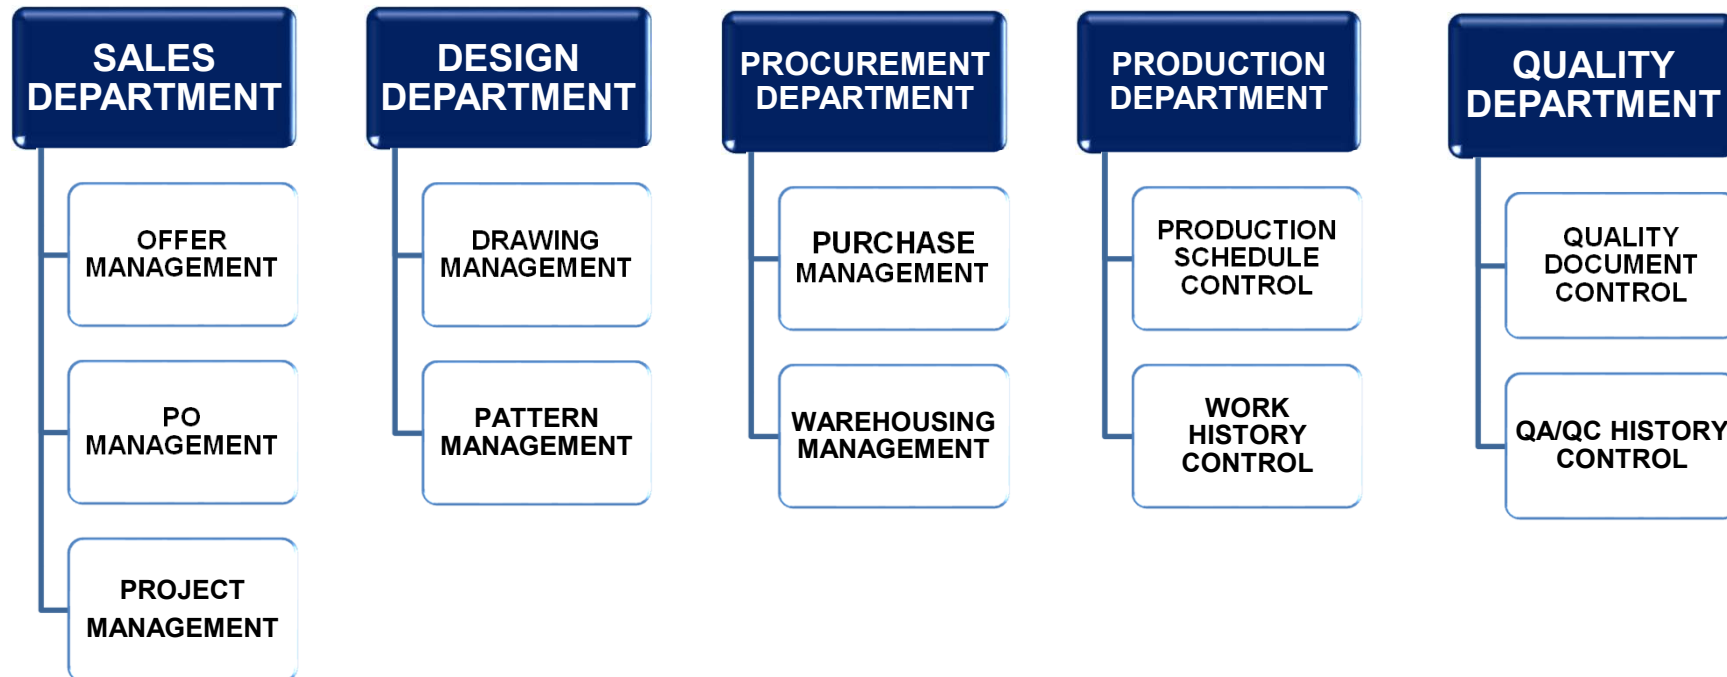 SALES
DEPARTMENT
OFFER
MANAGEMENT
PO
MANAGEMENT
PROJECT
MANAGEMENT
DESIGN
DEPARTMENT
DRAWING
MANAGEMENT
PATTERN
MANAGEMENT
PROCUREMENT
DEPARTMENT
PURCHASE
MANAGEMENT
WAREHOUSING
MANAGEMENT
PRODUCTION
DEPARTMENT
PRODUCTION
SCHEDULE
CONTROL
WORK
HISTORY
CONTROL
QUALITY
DEPARTMENT
QUALITY
DOCUMENT
CONTROL
QA/QC HISTORY
CONTROL